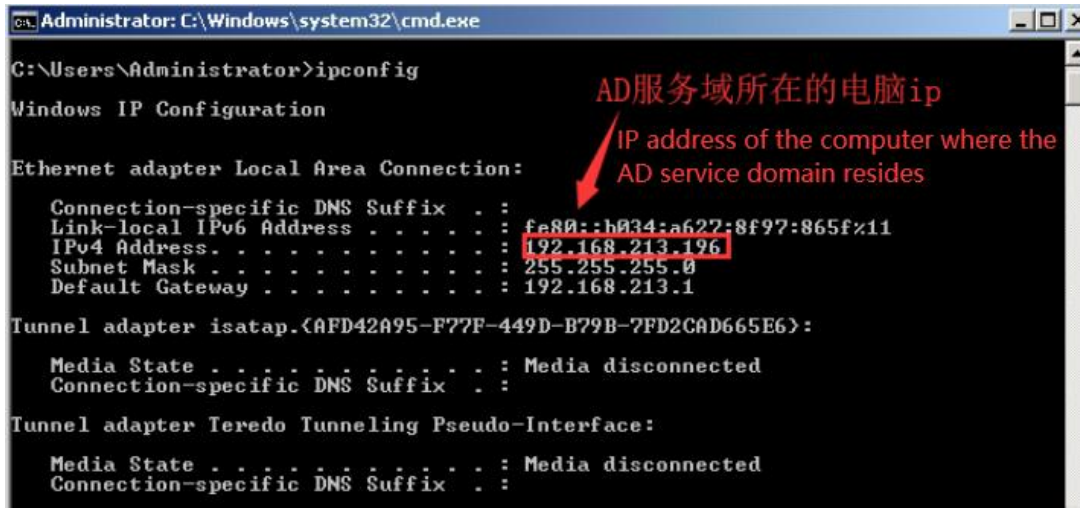 Administrator: C:\Windows\system32\cmd.exe
C:\Users\Administrator>ipconfig
AD服务域所在的电脑ip
Windows IP Configuration
IP address of the computer where the
AD service domain resides
Ethernet adapter Local Area Connection:
Connection-specific DNS Suffix . :
Link-local IPv6 Address . . . . . : fe80::b034:a627:8f97:865f%11
IPv4 Address. . . . . . . . . . . : 192.168.213.196
Subnet Mask . . . . . . . . . . . : 255.255.255.0
Default Gateway . . . . . . . . . : 192.168.213.1
Tunnel adapter isatap.{AFD42A95-F77F-449D-B79B-7FD2CAD665E6}:
Media State . . . . . . . . . . . : Media disconnected
Connection-specific DNS Suffix . :
Tunnel adapter Teredo Tunneling Pseudo-Interface:
Media State . . . . . . . . . . . : Media disconnected
Connection-specific DNS Suffix . :